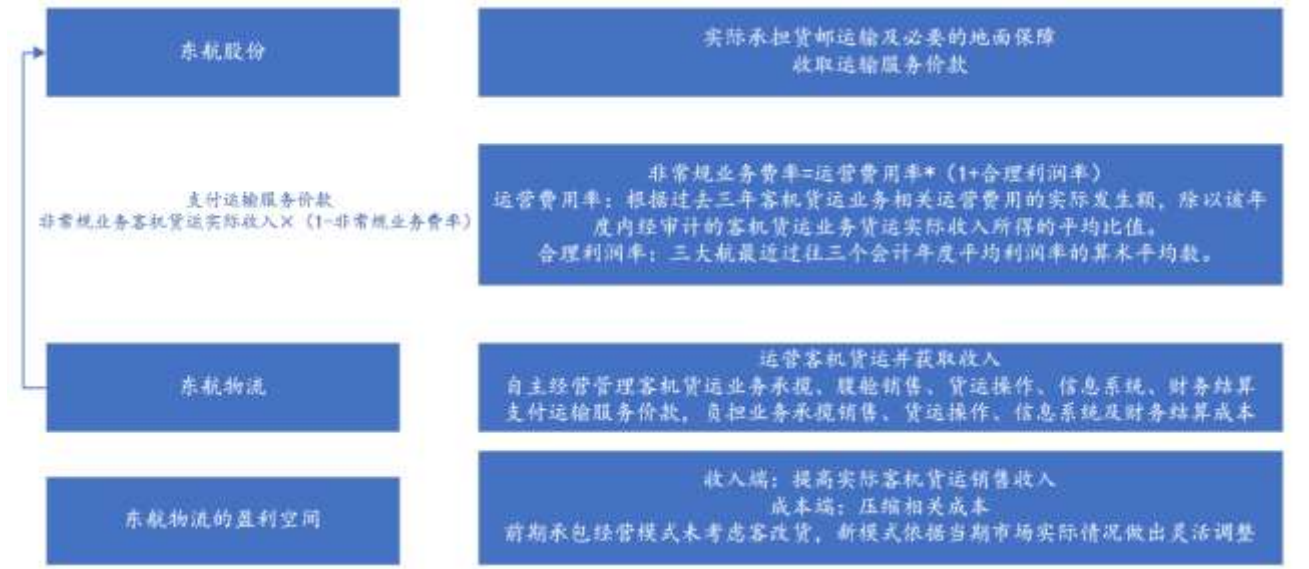 东航股份
实际承担货邮运输及必要的地面保障
收取运输服务价款
支付运输服务价款
非常规业务客机货运实际收入×（1-非常规业务费率）
非常规业务费率=运营费用率*（1+合理利润率）
运营费用率：根据过去三年客机货运业务相关运营费用的实际发生额，除以该年
度内经审计的客机货运业务货运实际收入所得的平均比值。
合理利润率：三大航最近过往三个会计年度平均利润率的算术平均数。
东航物流
运营客机货运并获取收入
自主经营管理客机货运业务承揽、腹舱销售、货运操作、信息系统、财务结算
支付运输服务价款，负担业务承揽销售、货运操作、信息系统及财务结算成本
东航物流的盈利空间
收入端：提高实际客机货运销售收入
成本端：压缩相关成本
前期承包经营模式未考虑客改货，新模式依据当期市场实际情况做出灵活调整